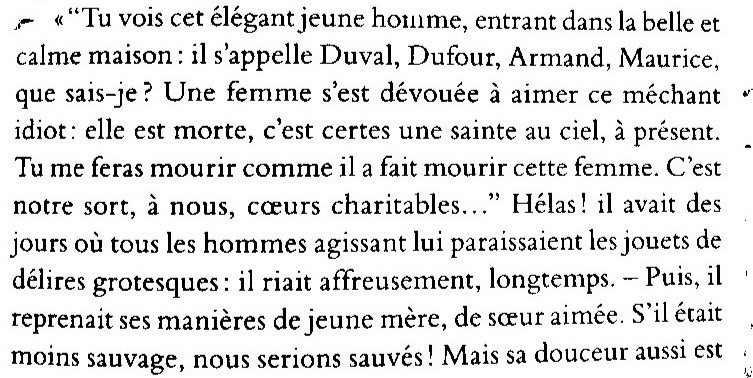 – « “Tu vois cet élégant jeune homme, entrant dans la belle et
calme maison : il s’appelle Duval, Dufour, Armand, Maurice,
que sais-je ? Une femme s’est dévouée à aimer ce méchant
idiot : elle est morte, c’est certes une sainte au ciel, à présent.
Tu me feras mourir comme il a fait mourir cette femme. C’est
notre sort, à nous, cœurs charitables...” Hélas ! il avait des
jours où tous les hommes agissant lui paraissaient les jouets de
délires grotesques : il riait affreusement, longtemps. – Puis, il
reprenait ses manières de jeune mère, de sœur aimée. S’il était
moins sauvage, nous serions sauvés ! Mais sa douceur aussi est